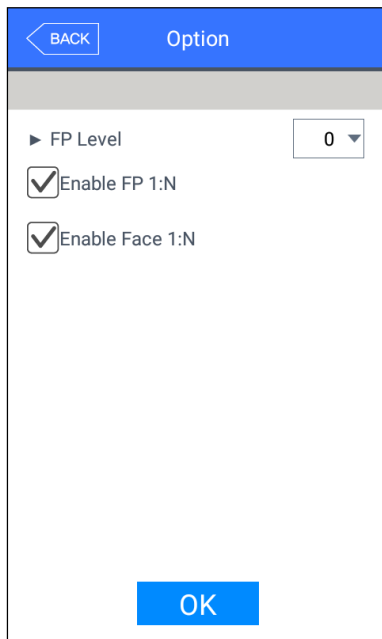 BACK Option
► FP Level 0
Enable FP 1:N
Enable Face 1:N
OK